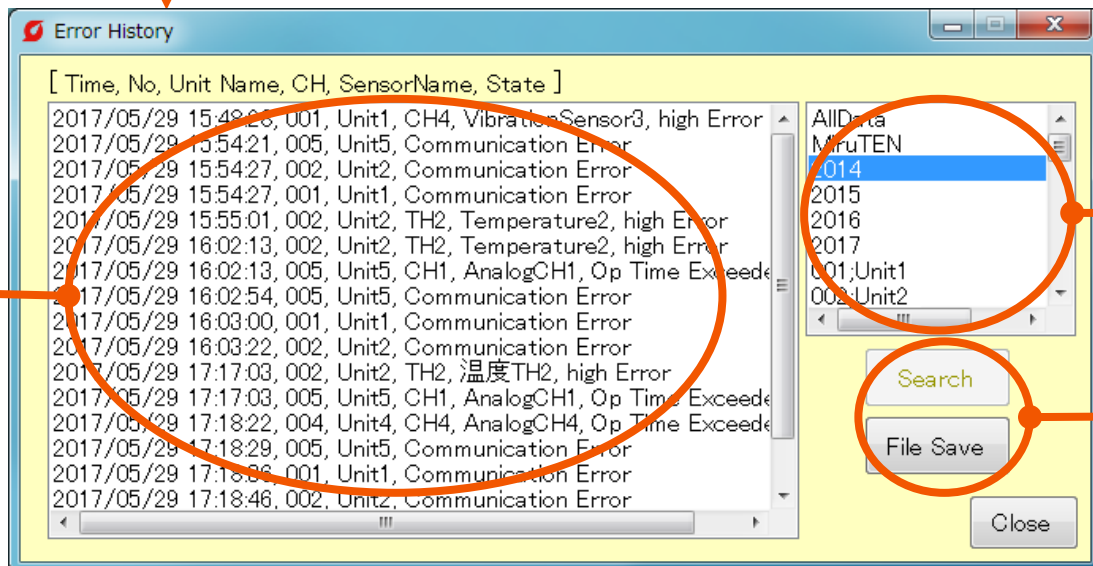 Error History
[ Time, No, Unit Name, CH, SensorName, State ]
2017/05/29 15:48:28, 001, Unit1, CH4, VibrationSensor3, high Error
2017/05/29 15:54:21, 005, Unit5, Communication Error
2017/05/29 15:54:27, 002, Unit2, Communication Error
2017/05/29 15:54:27, 001, Unit1, Communication Error
2017/05/29 15:55:01, 002, Unit2, TH2, Temperature2, high Error
2017/05/29 16:02:13, 002, Unit2, TH2, Temperature2, high Error
2017/05/29 16:02:13, 005, Unit5, CH1, AnalogCH1, Op Time Exceede
2017/05/29 16:02:54, 005, Unit5, Communication Error
2017/05/29 16:03:00, 001, Unit1, Communication Error
2017/05/29 16:03:22, 002, Unit2, Communication Error
2017/05/29 17:17:03, 002, Unit2, TH2, 温度TH2, high Error
2017/05/29 17:17:03, 005, Unit5, CH1, AnalogCH1, Op Time Exceede
2017/05/29 17:18:22, 004, Unit4, CH4, AnalogCH4, Op Time Exceede
2017/05/29 17:18:29, 005, Unit5, Communication Error
2017/05/29 17:18:36, 001, Unit1, Communication Error
2017/05/29 17:18:46, 002, Unit2, Communication Error
AllData
MiruTEN
2014
2015
2016
2017
001;Unit1
002;Unit2
Search
File Save
Close